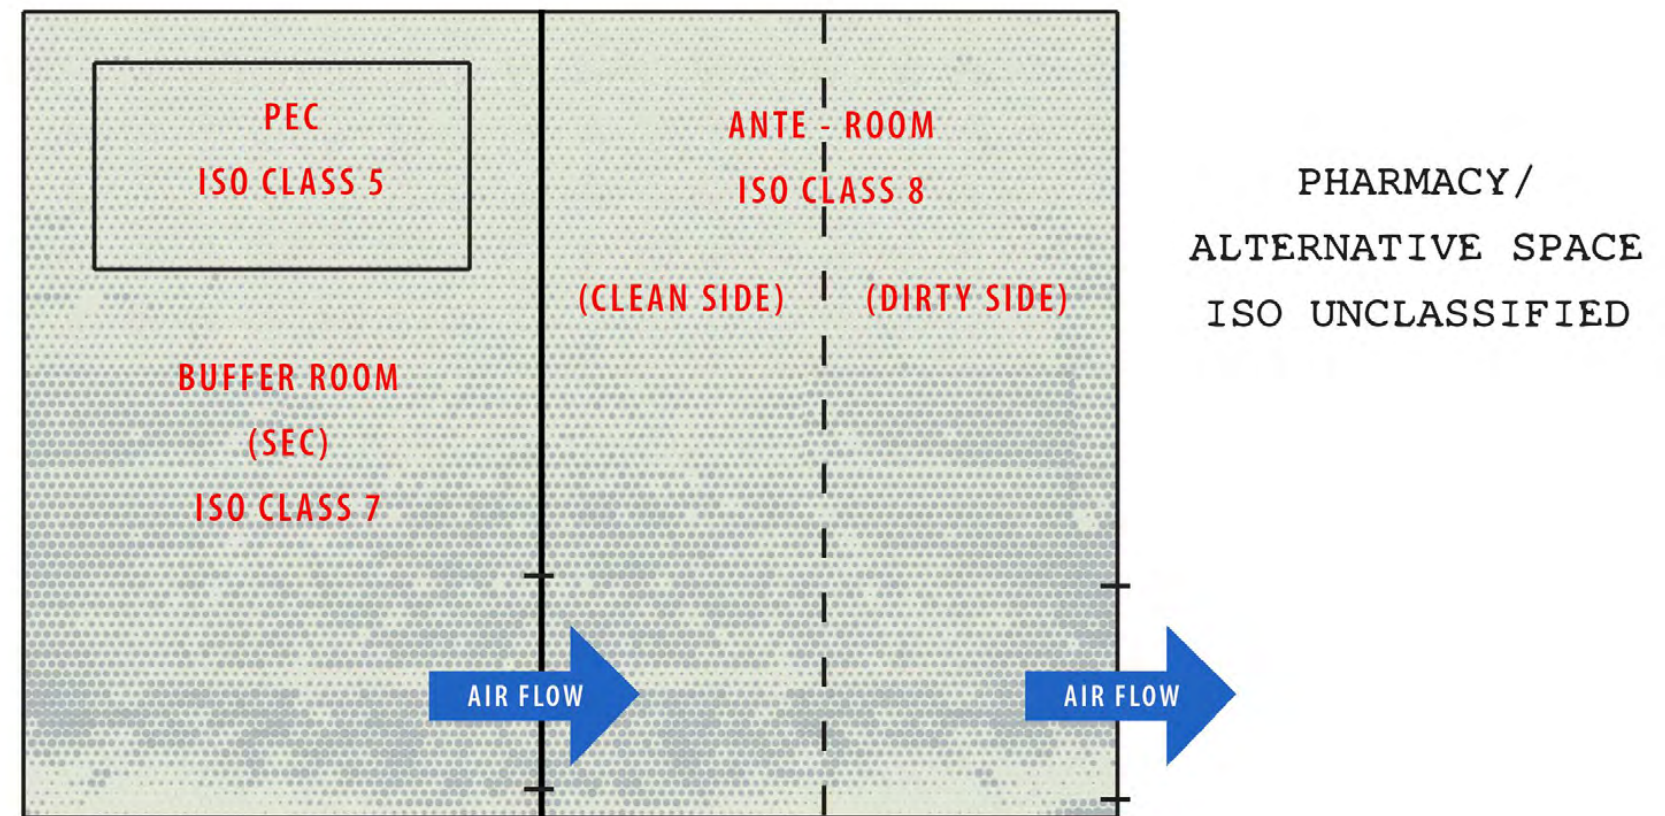 PEC
ISO CLASS 5
BUFFER ROOM
(SEC)
ISO CLASS 7
ANTE - ROOM
ISO CLASS 8
(CLEAN SIDE)
(DIRTY SIDE)
PHARMACY/
ALTERNATIVE SPACE
ISO UNCLASSIFIED
AIR FLOW
AIR FLOW